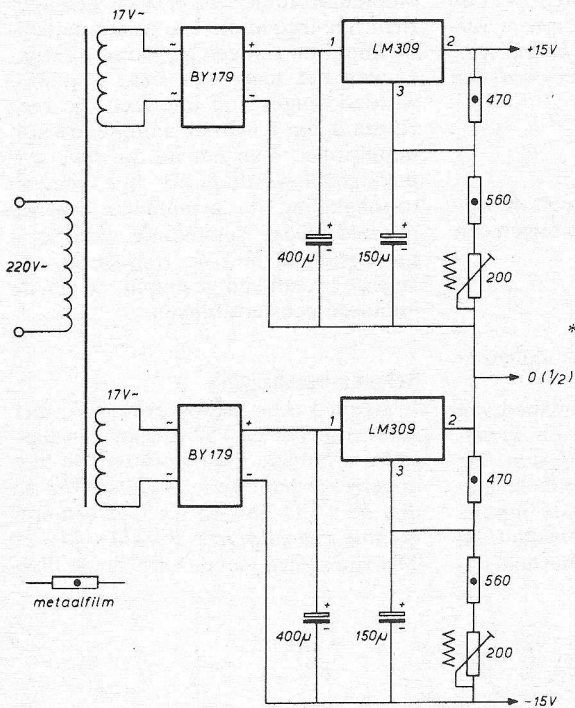 17V~
~
~
BY179
+
-
1
LM309
2
3
+15V
470
560
200
+
400µ
-
+
150µ
-
220V~
*
0 (1/2)
17V~
~
~
BY179
+
-
1
LM309
2
3
470
560
200
+
400µ
-
+
150µ
-
-15V
metaalfilm